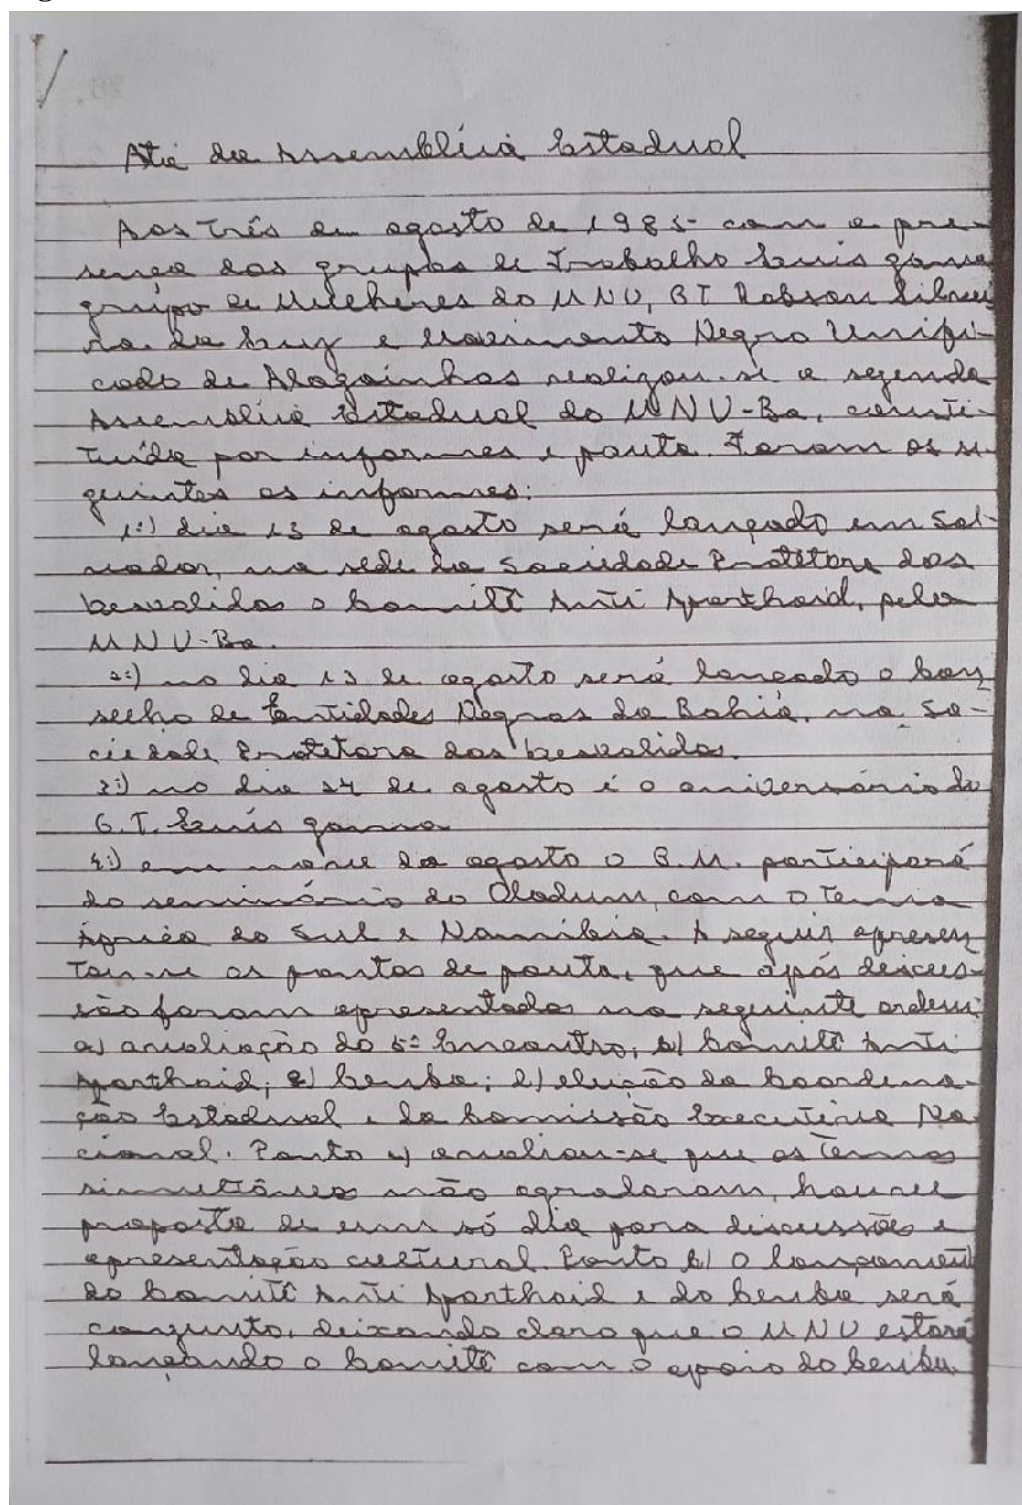 Ata da Assembléia Estadual
Aos três de agosto de 1985 com a pre-
sença dos grupos de Trabalho Luis gama
grupo de Mulheres do MNU, GT Robson Silvei
ra da Luz e Movimento Negro Unifi-
cado de Alagoinhas realizou-se a segunda
Assembléia Estadual do MNU-Ba, consti-
tuída por informes e pauta. Foram os se-
guintes os informes:
1º) dia 13 de agosto será lançado em Sal-
vador, na sede da Sociedade Protetora dos
Desvalidos o Comitê Anti Aparthaid, pelo
MNU-Ba.
2º) no dia 13 de agosto será lançado o Con
selho de Entidades Negras da Bahia, na So-
ciedade Protetora dos Desvalidos.
3º) no dia 24 de agosto é o aniversário do
G.T. Luís gama
4º) em nove de agosto o G.M. participará
do seminário do Olodum, com o tema
África do Sul e Namíbia. A seguir apresen
tou-se os pontos de pauta, que após discus-
são foram apresentados na seguinte ordem:
a) avaliação do 5º Encontro; b) Comitê Anti
Aparthaid; c) Cenba; d) eleição da Coordena-
ção Estadual e da Comissão Executiva Na
cional. Ponto a) avaliou-se que os temas
simultâneos não agradaram, houve
proposta de um só dia para discussões e
apresentação cultural. Ponto b) O lançamento
do Comitê Anti Aparthaid e do Cenba será
conjunto, deixando claro que o MNU estará
lançando o Comitê com o apoio do Cenba.